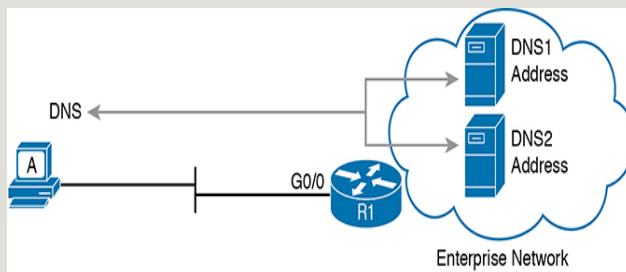 DNS1
Address
DNS
DNS2
Address
A
G0/0
R1
Enterprise Network